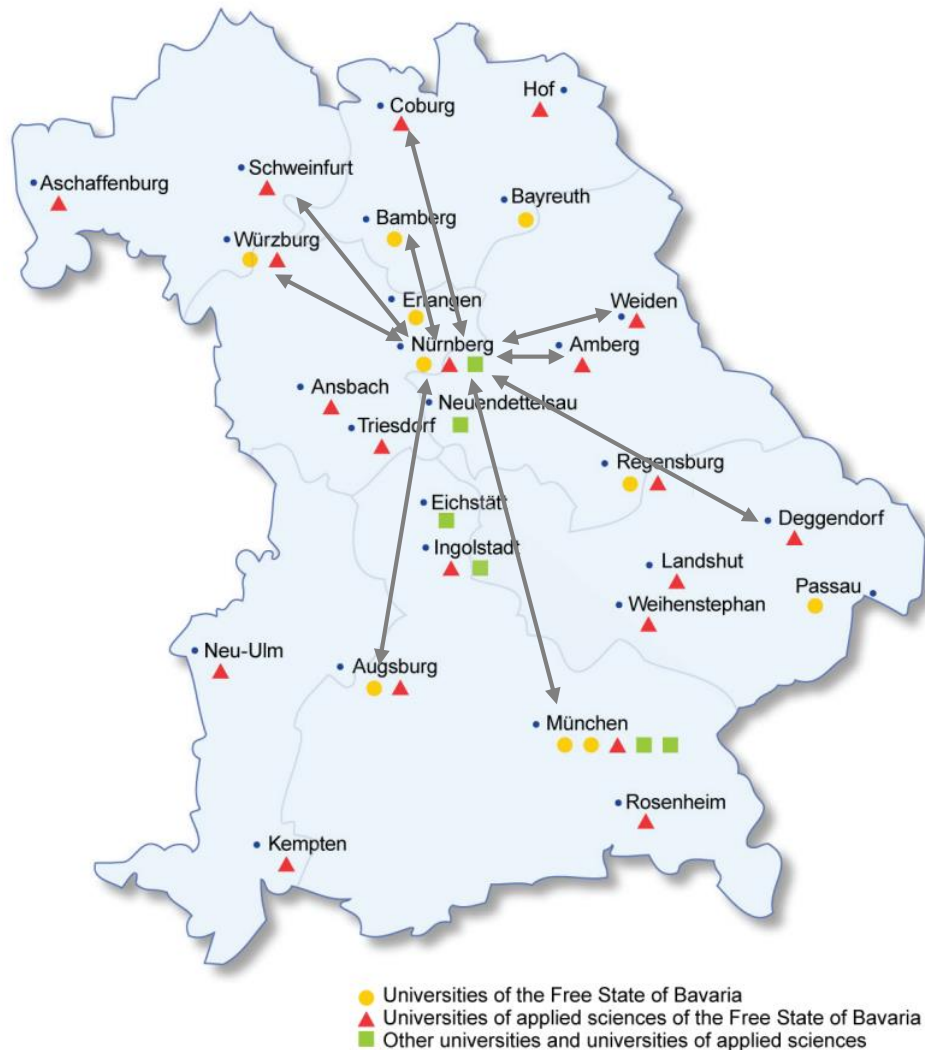 Hof
Coburg
Schweinfurt
Aschaffenburg
Bayreuth
Bamberg
Würzburg
Erlangen
Weiden
Nürnberg
Amberg
Ansbach
Neuendettelsau
Triesdorf
Regensburg
Eichstätt
Deggendorf
Ingolstadt
Landshut
Passau
Weihenstephan
Neu-Ulm
Augsburg
München
Rosenheim
Kempten
Universities of the Free State of Bavaria
Universities of applied sciences of the Free State of Bavaria
Other universities and universities of applied sciences